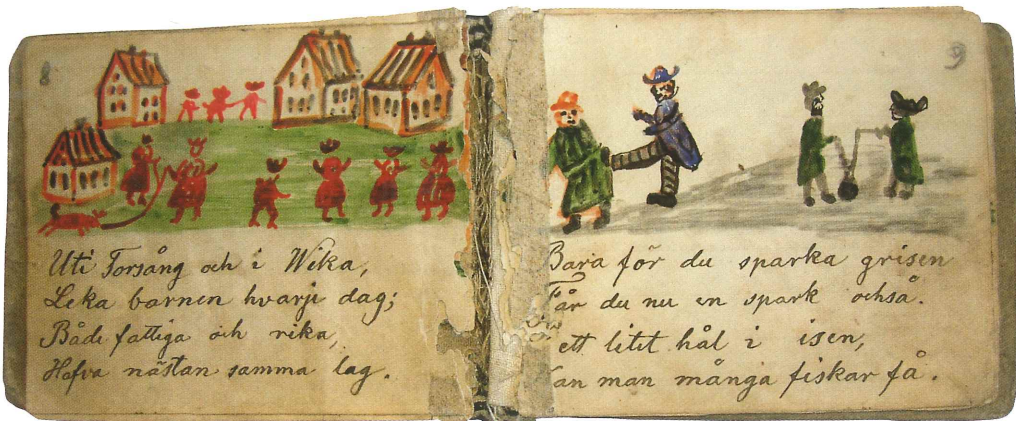 8
Uti Torsång och i Wika,
Leka barnen hvarje dag;
Både fattiga och rika,
Hafva nästan samma lag.
9
Bara för du sparka grisen
Får du nu en spark också.
ett litet hål i isen,
Kan man många fiskar få.